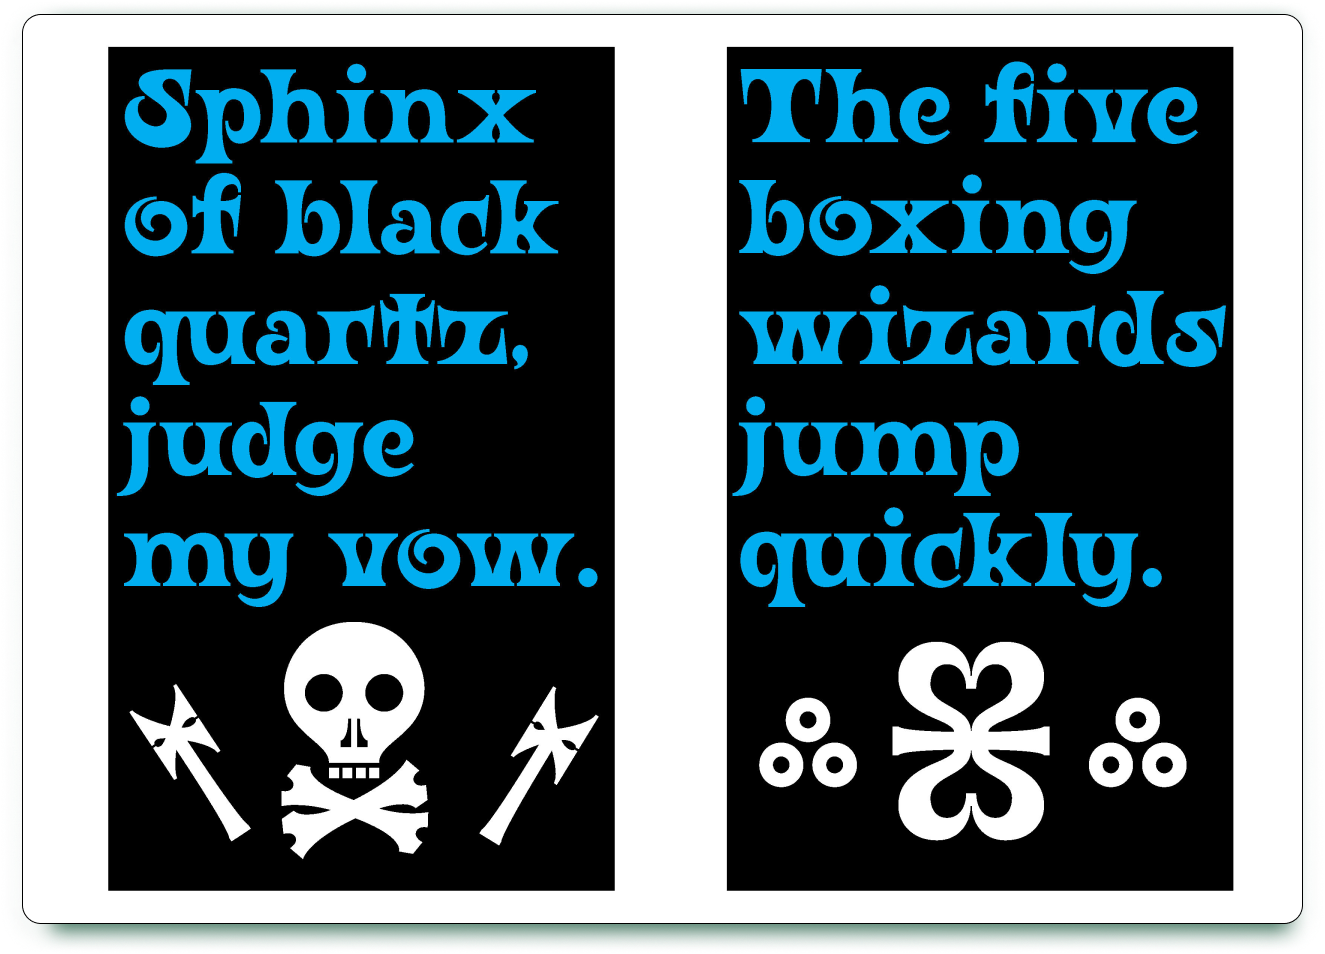 Sphinx
of black
quartz,
judge
my vow.
The five
boxing
wizards
jump
quickly.